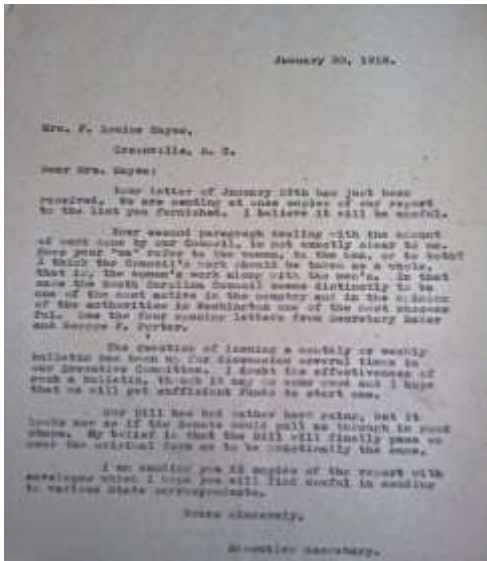 January 30, 1918.
Mrs. F. Louise Mayes,
Greenville, S. C.
Dear Mrs. Mayes:
Your letter of January 29th has just been
received. We are sending at once copies of our report
to the list you furnished. I believe it will be useful.
Your second paragraph dealing with the amount
of work done by our Council, is not exactly clear to me.
Does your "we" refer to the women, to the men, or to both?
I think the Council's work should be taken as a whole,
that is, the women's work along with the men's. In that
case the South Carolina Council seems distinctly to be
one of the most active in the country and in the opinion
of the authorities in Washington one of the most success
ful. See the four opening letters from Secretary Baker
and George F. Porter.
The question of issuing a monthly or weekly
bulletin has been up for discussion several times in
our Executive Committee. I doubt the effectiveness of
such a bulletin, though it may do some good and I hope
that we will get sufficient funds to start one.
Our bill has had rather hard going, but it
looks now as if the Senate would pull us through in good
shape. My belief is that the bill will finally pass so
near the original form as to be practically the same.
I am sending you copies of the report with
envelopes which I hope you will find useful in sending
to various State correspondents.
Yours sincerely,
Executive Secretary.